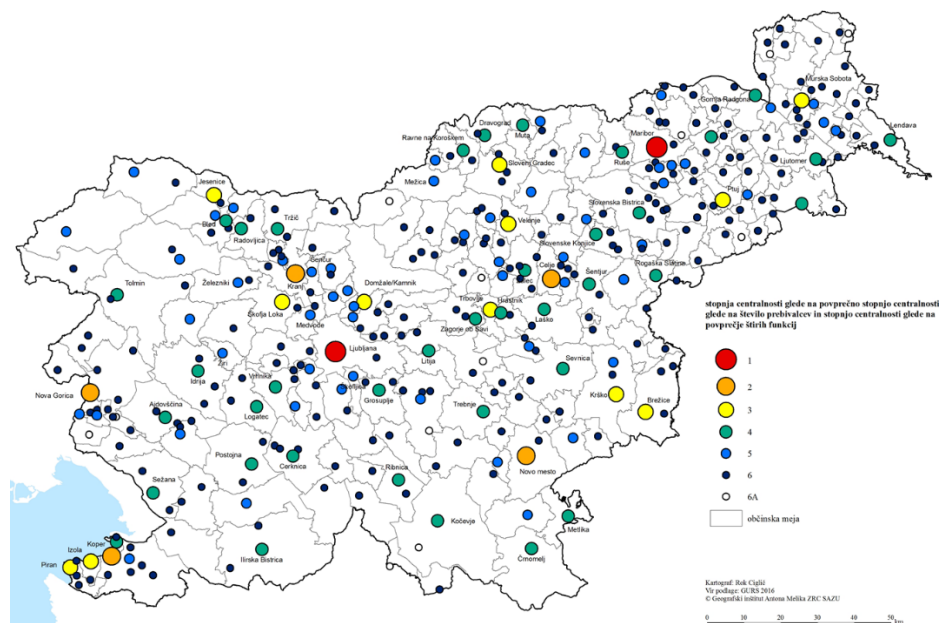 Murska Sobota
Gornja Radgona
Dravograd
Muta
Maribor
Lendava
Ravne na Koroškem
Ruše
Ljutomer
Slovenj Gradec
Mežica
Jesenice
Ptuj
Slovenska Bistrica
Bled
Tržič
Velenje
Radovljica
Slovenske Konjice
Šenčur
Celje
Rogaška Slatina
Šentjur
Železniki
Kranj
Domžale/Kamnik
Tolmin
Trbovlje
Hrastnik
Škofja Loka
Laško
Medvode
Zagorje ob Savi
Ljubljana
Žiri
Litija
Sevnica
Idrija
Vrhnika
Grosuplje
Krško
Nova Gorica
Brežice
Ajdovščina
Logatec
Trebnje
Postojna
Cerknica
Ribnica
Novo mesto
Sežana
Kočevje
Metlika
Koper
Izola
Ilirska Bistrica
Črnomelj
Piran
stopnja centralnosti glede na povprečno stopnjo centralnosti
glede na število prebivalcev in stopnjo centralnosti glede na
povprečje štirih funkcij
1
2
3
4
5
6
6A
občinska meja
Kartograf: Rok Ciglič
Vir podlage: GURS 2016
© Geografski inštitut Antona Melika ZRC SAZU
0 10 20 30 40 50
km